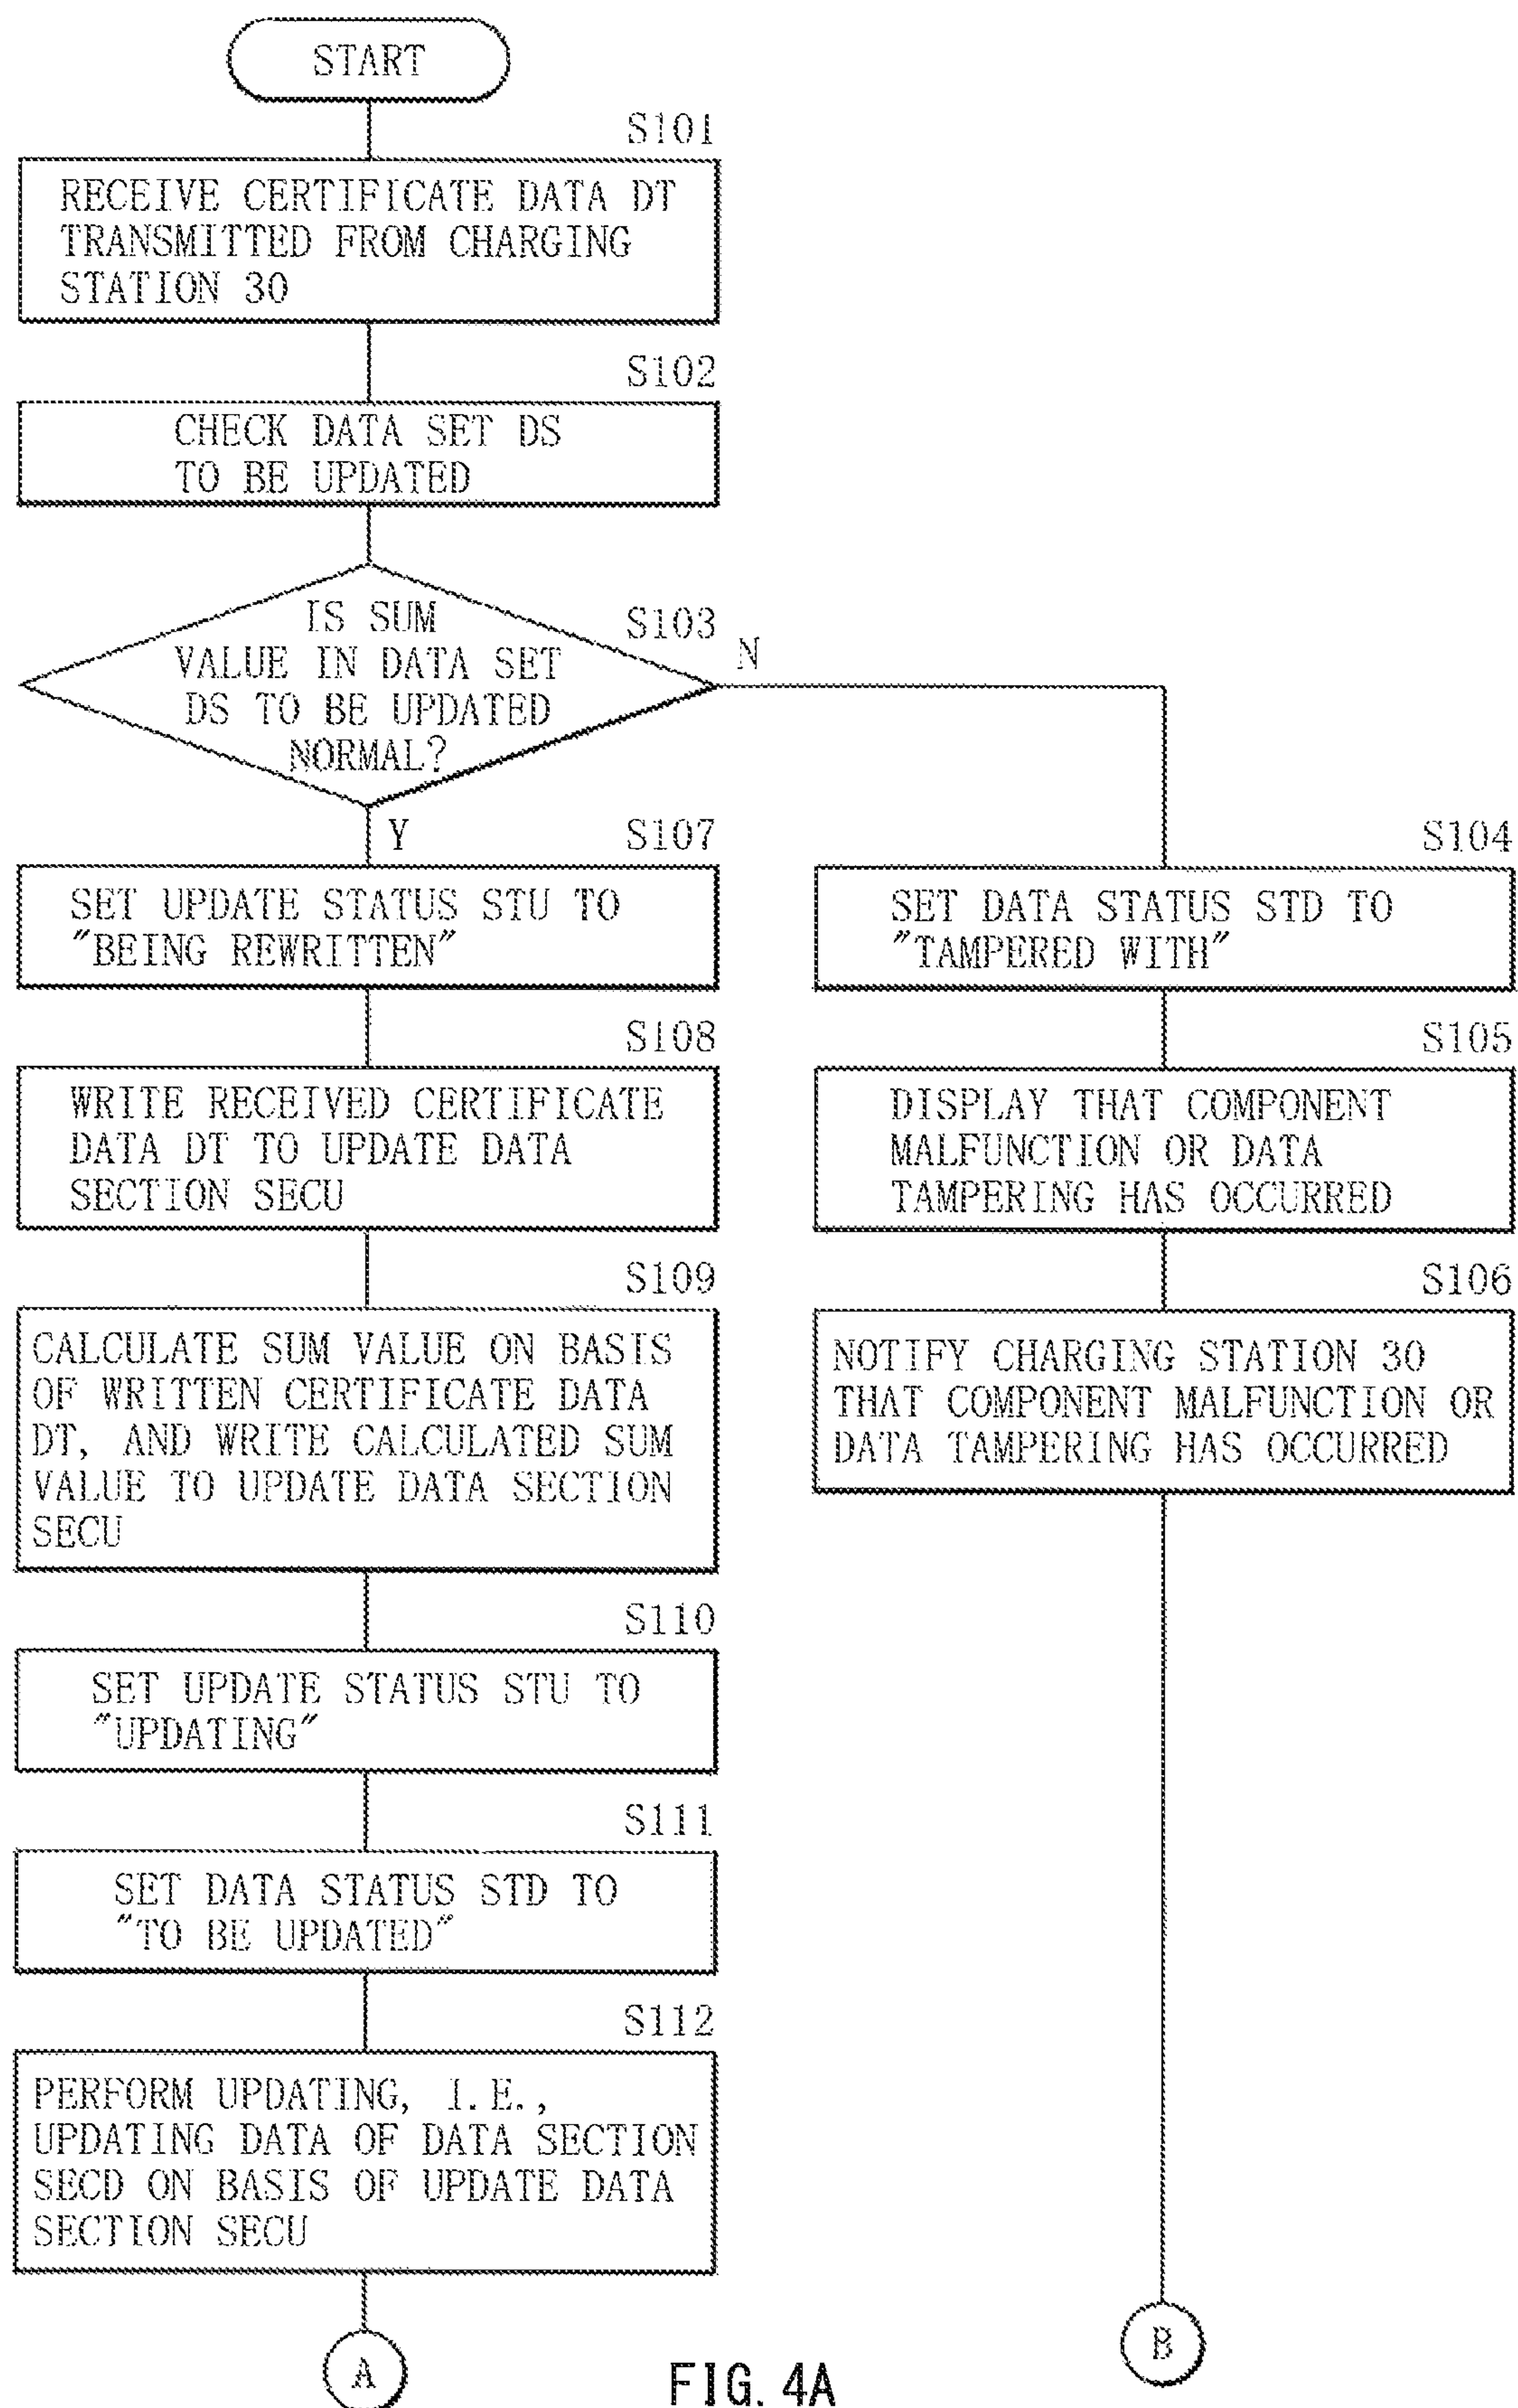 START
S101
RECEIVE CERTIFICATE DATA DT
TRANSMITTED FROM CHARGING
STATION 30
S102
CHECK DATA SET DS
TO BE UPDATED
S103
IS SUM
VALUE IN DATA SET
DS TO BE UPDATED
NORMAL?
N
Y
S107
SET UPDATE STATUS STU TO
"BEING REWRITTEN"
S108
WRITE RECEIVED CERTIFICATE
DATA DT TO UPDATE DATA
SECTION SECU
S109
CALCULATE SUM VALUE ON BASIS
OF WRITTEN CERTIFICATE DATA
DT, AND WRITE CALCULATED SUM
VALUE TO UPDATE DATA SECTION
SECU
S110
SET UPDATE STATUS STU TO
"UPDATING"
S111
SET DATA STATUS STD TO
"TO BE UPDATED"
S112
PERFORM UPDATING, I.E.,
UPDATING DATA OF DATA SECTION
SECD ON BASIS OF UPDATE DATA
SECTION SECU
A
S104
SET DATA STATUS STD TO
"TAMPERED WITH"
S105
DISPLAY THAT COMPONENT
MALFUNCTION OR DATA
TAMPERING HAS OCCURRED
S106
NOTIFY CHARGING STATION 30
THAT COMPONENT MALFUNCTION OR
DATA TAMPERING HAS OCCURRED
B
FIG. 4A